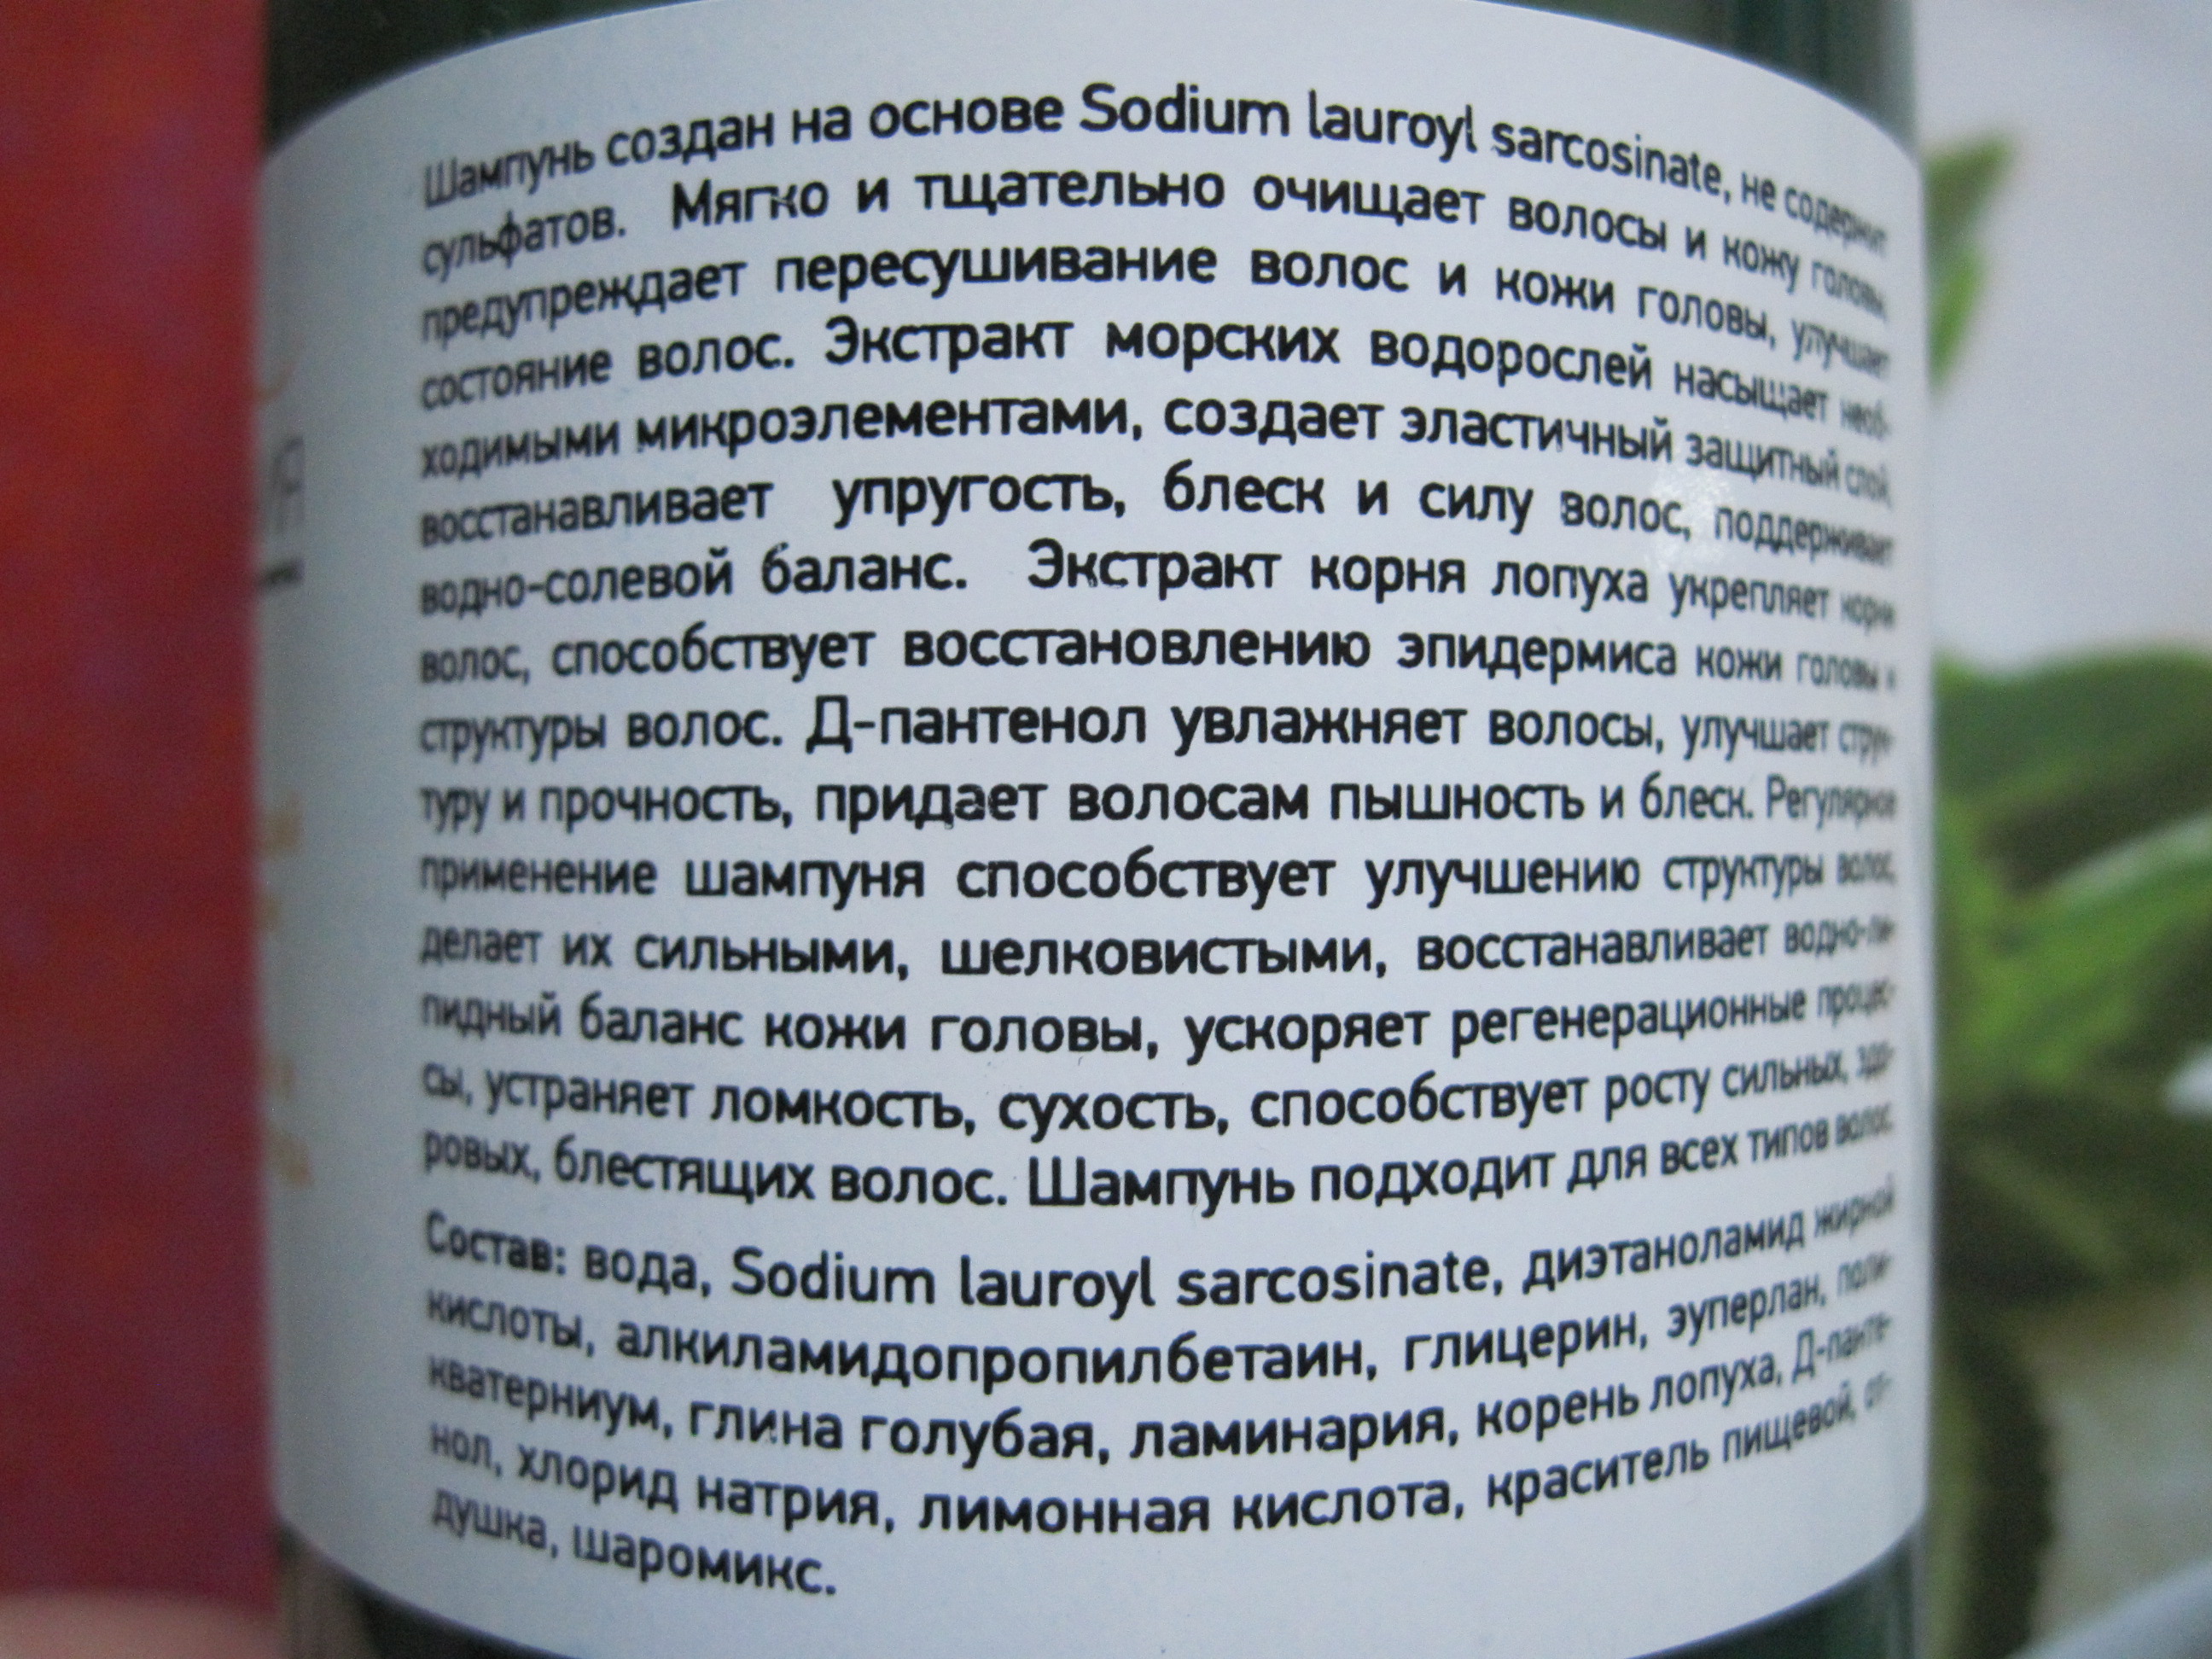 Шампунь создан на основе Sodium lauroyl sarcosinate, не содержит
сульфатов. Мягко и тщательно очищает волосы и кожу головы,
предупреждает пересушивание волос и кожи головы, улучшает
состояние волос. Экстракт морских водорослей насыщает необ-
ходимыми микроэлементами, создает эластичный защитный слой,
восстанавливает упругость, блеск и силу волос, поддерживает
водно-солевой баланс. Экстракт корня лопуха укрепляет корни
волос, способствует восстановлению эпидермиса кожи головы и
структуры волос. Д-пантенол увлажняет волосы, улучшает струк-
туру и прочность, придает волосам пышность и блеск. Регулярное
применение шампуня способствует улучшению структуры волос,
делает их сильными, шелковистыми, восстанавливает водно-ли-
пидный баланс кожи головы, ускоряет регенерационные процес-
сы, устраняет ломкость, сухость, способствует росту сильных, здо-
ровых, блестящих волос. Шампунь подходит для всех типов волос.
Состав: вода, Sodium lauroyl sarcosinate, диэтаноламид жирной
кислоты, алкиламидопропилбетаин, глицерин, эуперлан, поли-
кватерниум, глина голубая, ламинария, корень лопуха, Д-панте-
нол, хлорид натрия, лимонная кислота, краситель пищевой, от-
душка, шаромикс.